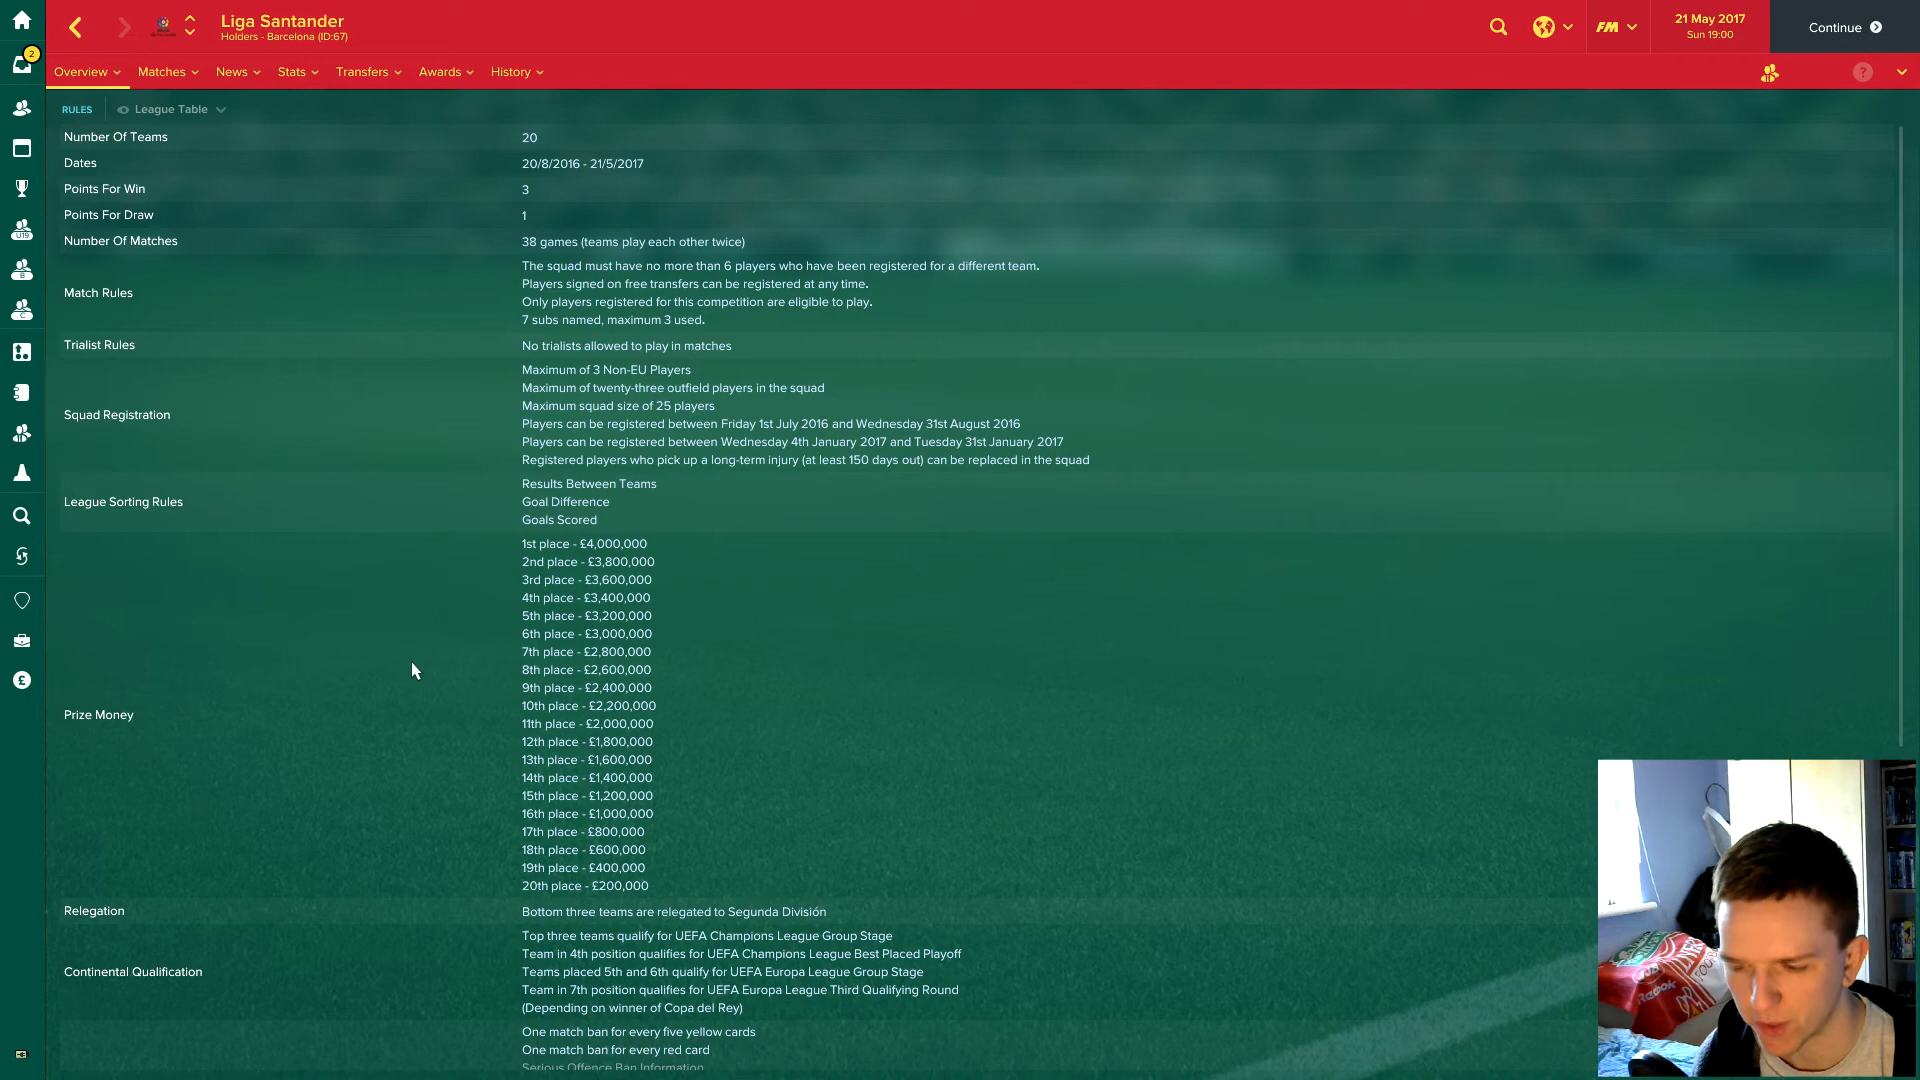 Liga Santander
Holders - Barcelona (ID:67)
FM
21 May 2017
Sun 19:00
Continue
2
Overview
Matches
News
Stats
Transfers
Awards
History
?
RULES
League Table
Number Of Teams
20
Dates
20/8/2016 - 21/5/2017
Points For Win
3
Points For Draw
1
Number Of Matches
38 games (teams play each other twice)
Match Rules
The squad must have no more than 6 players who have been registered for a different team.
Players signed on free transfers can be registered at any time.
Only players registered for this competition are eligible to play.
7 subs named, maximum 3 used.
Trialist Rules
No trialists allowed to play in matches
Squad Registration
Maximum of 3 Non-EU Players
Maximum of twenty-three outfield players in the squad
Maximum squad size of 25 players
Players can be registered between Friday 1st July 2016 and Wednesday 31st August 2016
Players can be registered between Wednesday 4th January 2017 and Tuesday 31st January 2017
Registered players who pick up a long-term injury (at least 150 days out) can be replaced in the squad
League Sorting Rules
Results Between Teams
Goal Difference
Goals Scored
Prize Money
1st place - £4,000,000
2nd place - £3,800,000
3rd place - £3,600,000
4th place - £3,400,000
5th place - £3,200,000
6th place - £3,000,000
7th place - £2,800,000
8th place - £2,600,000
9th place - £2,400,000
10th place - £2,200,000
11th place - £2,000,000
12th place - £1,800,000
13th place - £1,600,000
14th place - £1,400,000
15th place - £1,200,000
16th place - £1,000,000
17th place - £800,000
18th place - £600,000
19th place - £400,000
20th place - £200,000
Relegation
Bottom three teams are relegated to Segunda División
Continental Qualification
Top three teams qualify for UEFA Champions League Group Stage
Team in 4th position qualifies for UEFA Champions League Best Placed Playoff
Teams placed 5th and 6th qualify for UEFA Europa League Group Stage
Team in 7th position qualifies for UEFA Europa League Third Qualifying Round
(Depending on winner of Copa del Rey)
One match ban for every five yellow cards
One match ban for every red card
Serious Offence Ban Information
U19
B
C
£
Reebok